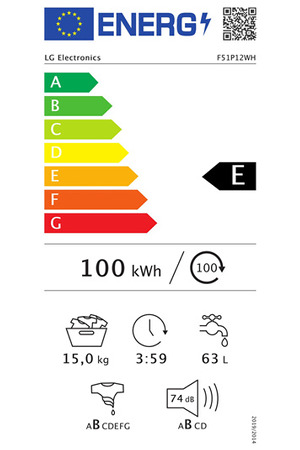 ENERG
LG Electronics F51P12WH
A
B
C
D
E
F
G
E
100 kWh / 100
15,0 kg 3:59 63 L
74 dB
ABCDEFG ABCD
2019/2014